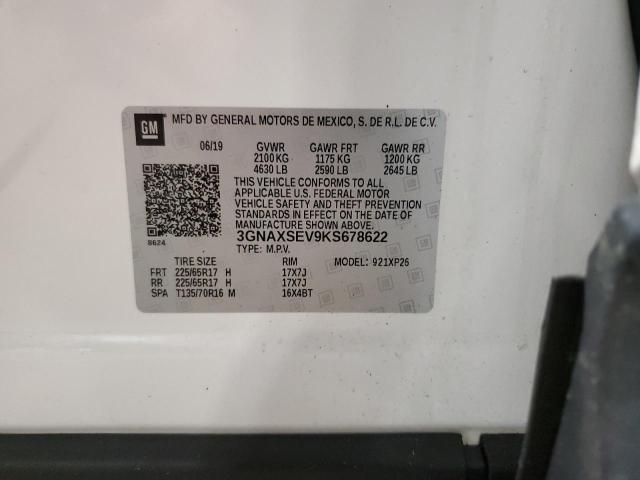 GM
MFD BY GENERAL MOTORS DE MEXICO, S. DE R.L. DE C.V.
06/19 GVWR GAWR FRT GAWR RR
2100 KG 1175 KG 1200 KG
4630 LB 2590 LB 2645 LB
THIS VEHICLE CONFORMS TO ALL
APPLICABLE U.S. FEDERAL MOTOR
VEHICLE SAFETY AND THEFT PREVENTION
STANDARDS IN EFFECT ON THE DATE OF
MANUFACTURE SHOWN ABOVE.
8624 3GNAXSEV9KS678622
TYPE: M.P.V.
TIRE SIZE RIM MODEL: 921XP26
FRT 225/65R17 H 17X7J
RR 225/65R17 H 17X7J
SPA T135/70R16 M 16X4BT